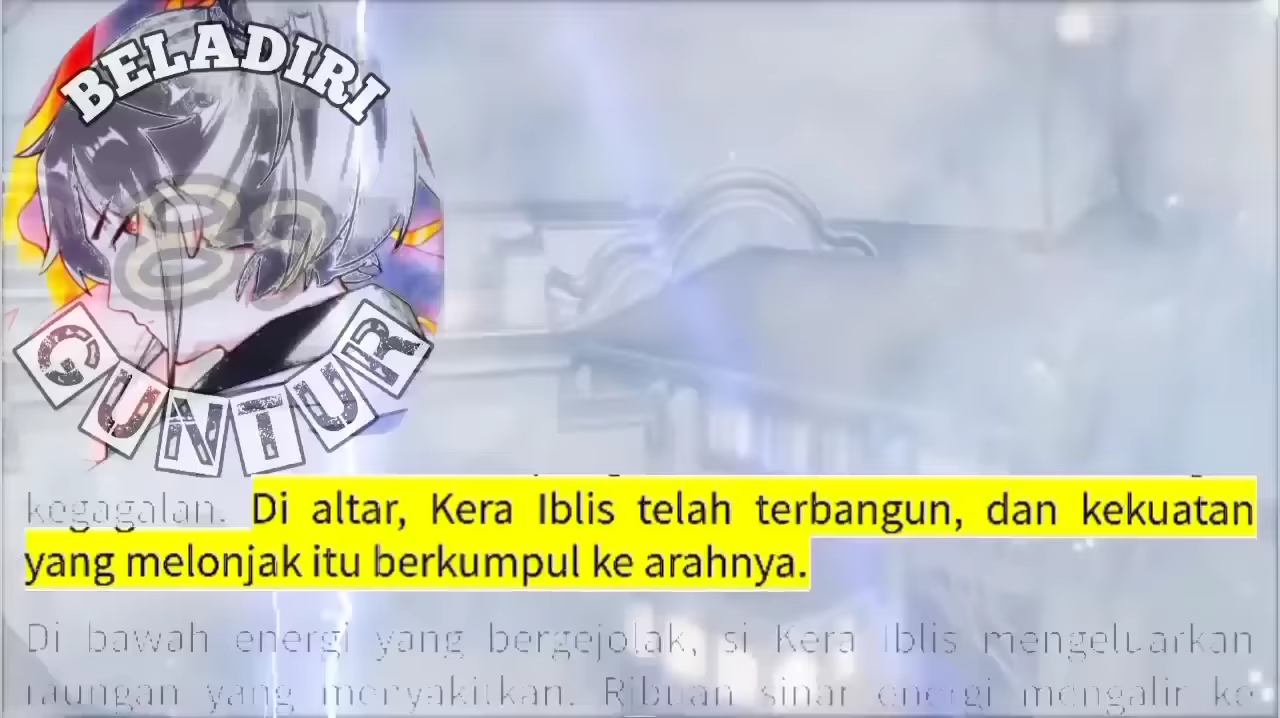 BELADIRI
82
GUNTUR
kegagalan. Di altar, Kera Iblis telah terbangun, dan kekuatan
yang melonjak itu berkumpul ke arahnya.
Di bawah energi yang bergejolak, si Kera Iblis mengeluarkan
raungan yang menyakitkan. Ribuan sinar energi mengalir ke